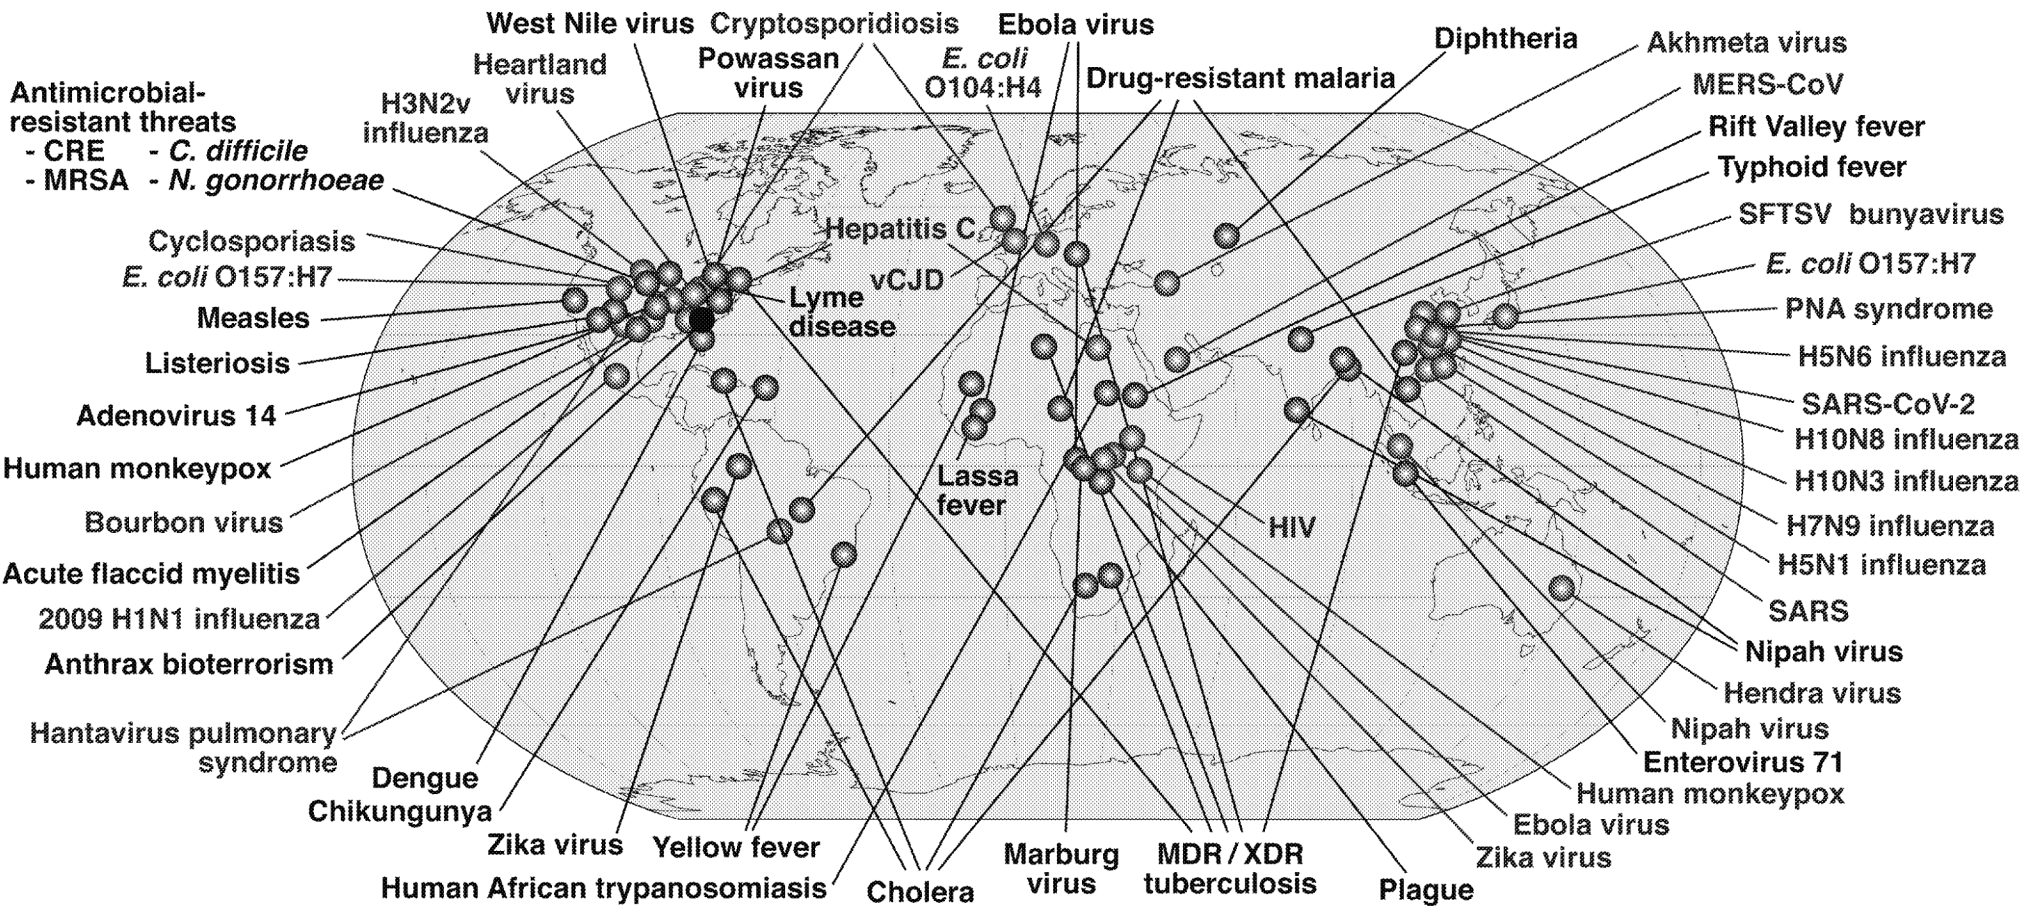 West Nile virus
Cryptosporidiosis
Ebola virus
Heartland
virus
Powassan
virus
E. coli
O104:H4
Drug-resistant malaria
Diphtheria
Akhmeta virus
MERS-CoV
Rift Valley fever
Typhoid fever
SFTSV bunyavirus
E. coli O157:H7
PNA syndrome
H5N6 influenza
SARS-CoV-2
H10N8 influenza
H10N3 influenza
H7N9 influenza
H5N1 influenza
SARS
Nipah virus
Hendra virus
Nipah virus
Enterovirus 71
Human monkeypox
Ebola virus
Zika virus
Plague
MDR / XDR
tuberculosis
Marburg
virus
Cholera
Human African trypanosomiasis
Yellow fever
Zika virus
Chikungunya
Dengue
Hantavirus pulmonary
syndrome
Anthrax bioterrorism
2009 H1N1 influenza
Acute flaccid myelitis
Bourbon virus
Human monkeypox
Adenovirus 14
Listeriosis
Measles
E. coli O157:H7
Cyclosporiasis
Antimicrobial-
resistant threats
- CRE - C. difficile
- MRSA - N. gonorrhoeae
H3N2v
influenza
Hepatitis C
vCJD
Lyme
disease
Lassa
fever
HIV